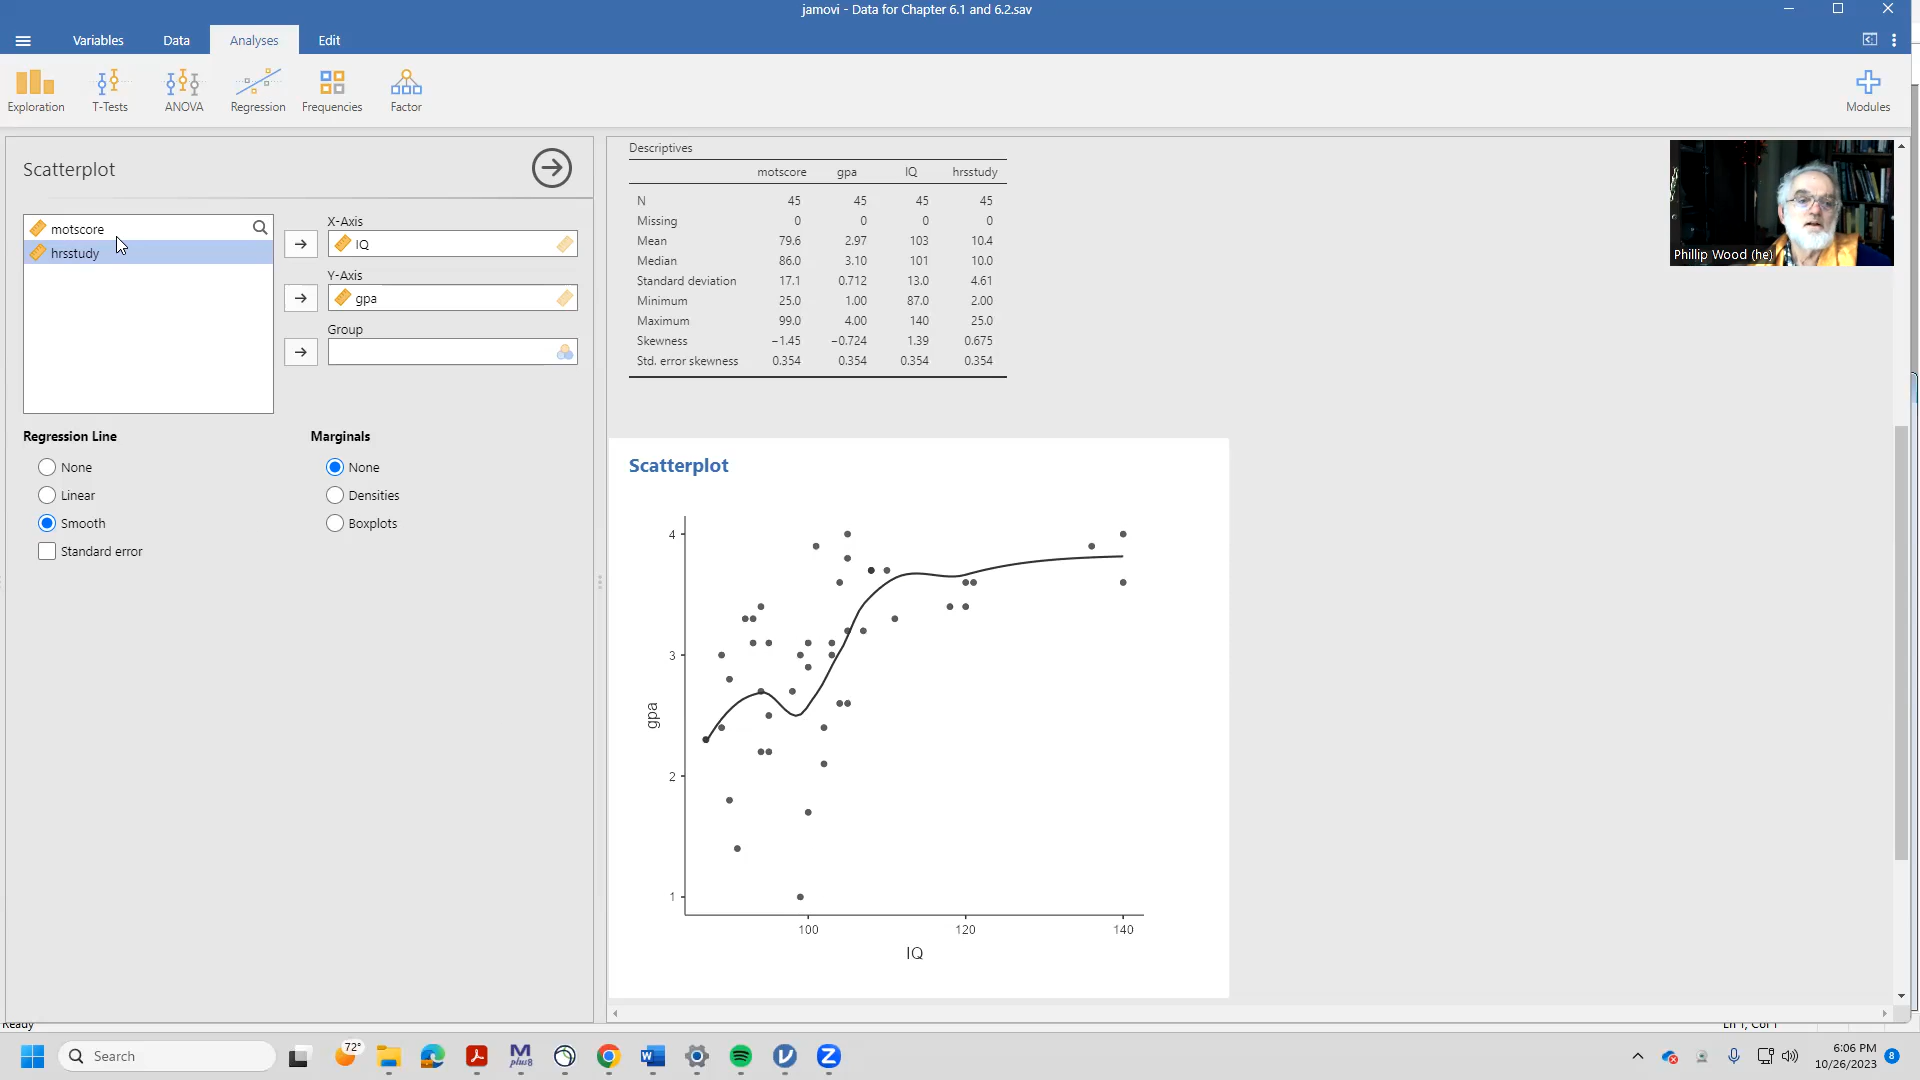 jamovi - Data for Chapter 6.1 and 6.2.sav
Variables Data Analyses Edit
Exploration T-Tests ANOVA Regression Frequencies Factor Modules
Scatterplot
motscore
hrsstudy
X-Axis
IQ
Y-Axis
gpa
Group
Regression Line
None
Linear
Smooth
Standard error
Marginals
None
Densities
Boxplots
Descriptives
motscore gpa IQ hrsstudy
N 45 45 45 45
Missing 0 0 0 0
Mean 79.6 2.97 103 10.4
Median 86.0 3.10 101 10.0
Standard deviation 17.1 0.712 13.0 4.61
Minimum 25.0 1.00 87.0 2.00
Maximum 99.0 4.00 140 25.0
Skewness −1.45 −0.724 1.39 0.675
Std. error skewness 0.354 0.354 0.354 0.354
Phillip Wood (he)
Scatterplot
4
3
gpa
2
1
100 120 140
IQ
Ready Ln 1, Col 1
Search
72°
M
plus8
Z
6:06 PM
10/26/2023
8